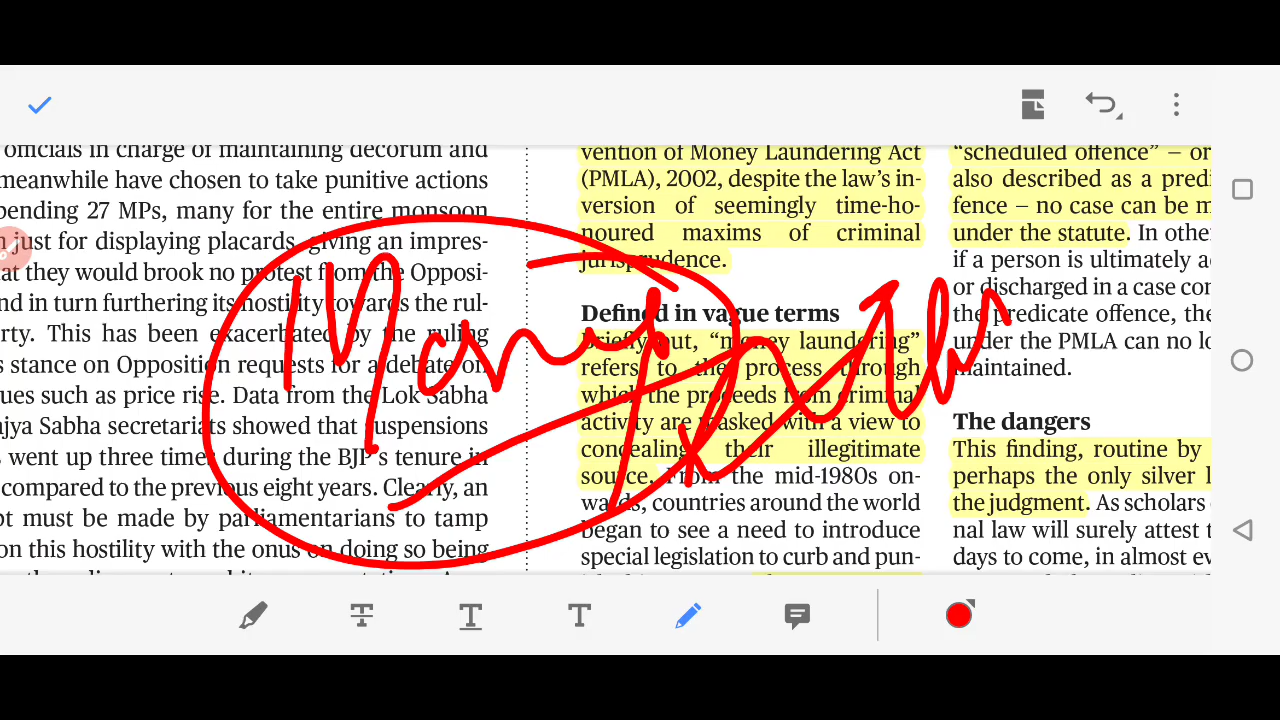 officials in charge of maintaining decorum and
meanwhile have chosen to take punitive actions
pending 27 MPs, many for the entire monsoon
just for displaying placards, giving an impres-
at they would brook no protest from the Opposi-
nd in turn furthering its hostility towards the rul-
rty. This has been exacerbated by the ruling
s stance on Opposition requests for a debate on
ues such as price rise. Data from the Lok Sabha
ajya Sabha secretariats showed that suspensions
s went up three times during the BJP's tenure in
compared to the previous eight years. Clearly, an
pt must be made by parliamentarians to tamp
on this hostility with the onus on doing so being
vention of Money Laundering Act
(PMLA), 2002, despite the law's in-
version of seemingly time-ho-
noured maxims of criminal
jurisprudence.
Defined in vague terms
Briefly put, “money laundering”
refers to the process through
which the proceeds from criminal
activity are masked with a view to
concealing their illegitimate
source. From the mid-1980s on-
wards, countries around the world
began to see a need to introduce
special legislation to curb and pun-
“scheduled offence” – or
also described as a predi
fence – no case can be m
under the statute. In other
if a person is ultimately a
or discharged in a case con
the predicate offence, the
under the PMLA can no lo
maintained.
The dangers
This finding, routine by
perhaps the only silver l
the judgment. As scholars
nal law will surely attest t
days to come, in almost ev